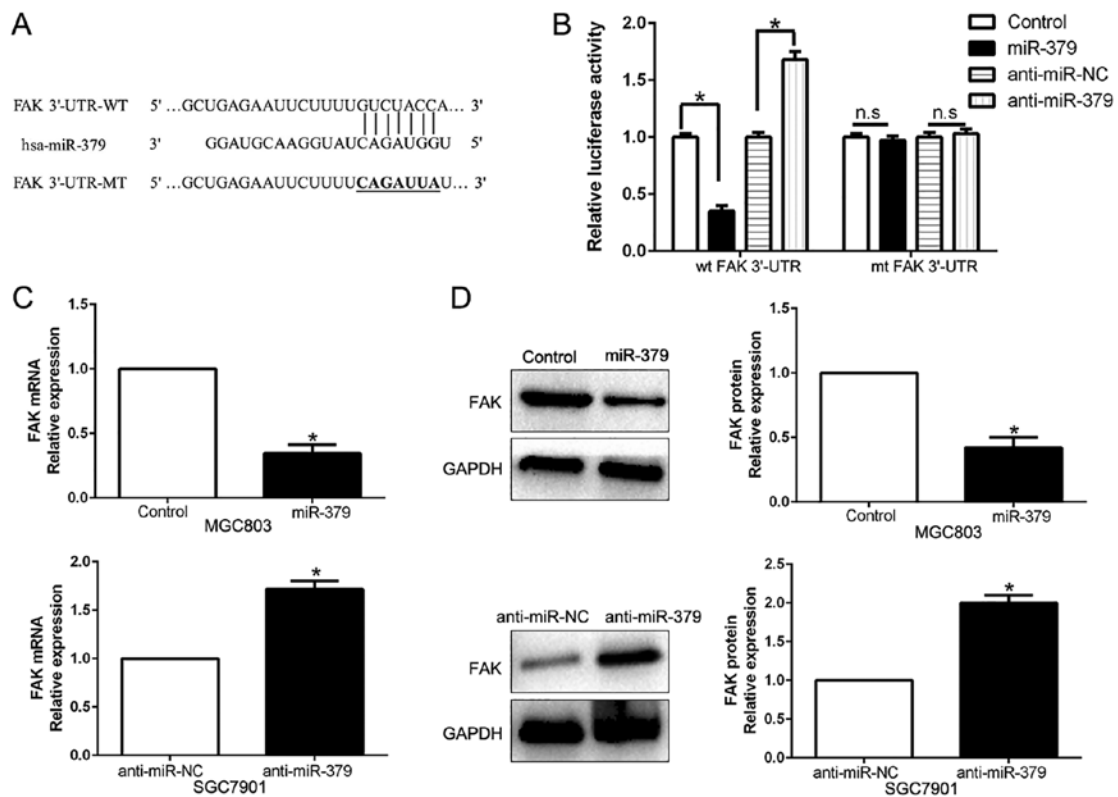 A
FAK 3'-UTR-WT 5' ...GCUGAGAAUUCUUUUGUCUACCA... 3'
hsa-miR-379 3' GGAUGCAAGGUAUCAGAUGGU 5'
FAK 3'-UTR-MT 5' ...GCUGAGAAUUCUUUUCAGAUUAU... 3'
B
Relative luciferase activity
2.0
1.5
1.0
0.5
0.0
* * n.s n.s
wt FAK 3'-UTR mt FAK 3'-UTR
Control
miR-379
anti-miR-NC
anti-miR-379
C
FAK mRNA
Relative expression
1.5
1.0
0.5
0.0
*
Control miR-379
MGC803
FAK mRNA
Relative expression
2.0
1.5
1.0
0.5
0.0
*
anti-miR-NC anti-miR-379
SGC7901
D
Control miR-379
FAK
GAPDH
FAK protein
Relative expression
1.5
1.0
0.5
0.0
*
Control miR-379
MGC803
anti-miR-NC anti-miR-379
FAK
GAPDH
FAK protein
Relative expression
2.5
2.0
1.5
1.0
0.5
0.0
*
anti-miR-NC anti-miR-379
SGC7901